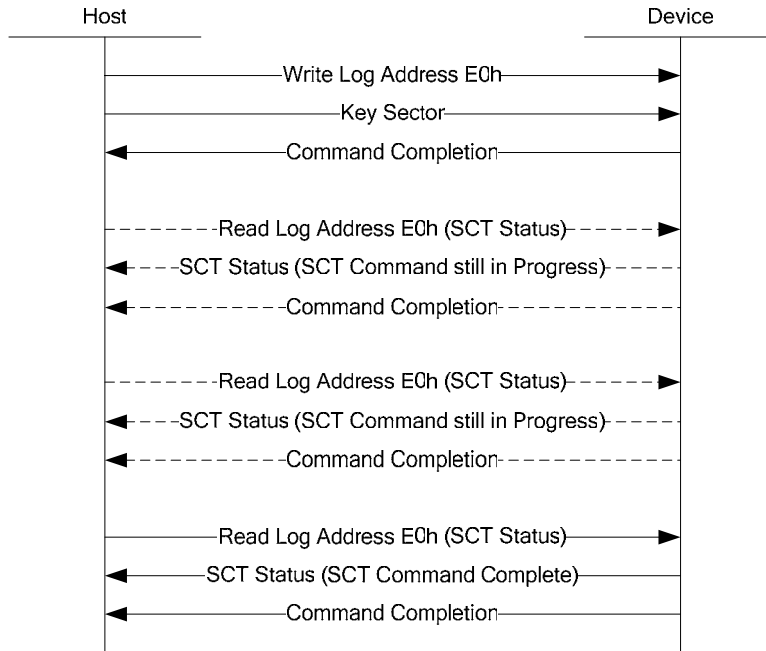 Host
Device
Write Log Address E0h
Key Sector
Command Completion
Read Log Address E0h (SCT Status)
SCT Status (SCT Command still in Progress)
Command Completion
Read Log Address E0h (SCT Status)
SCT Status (SCT Command still in Progress)
Command Completion
Read Log Address E0h (SCT Status)
SCT Status (SCT Command Complete)
Command Completion